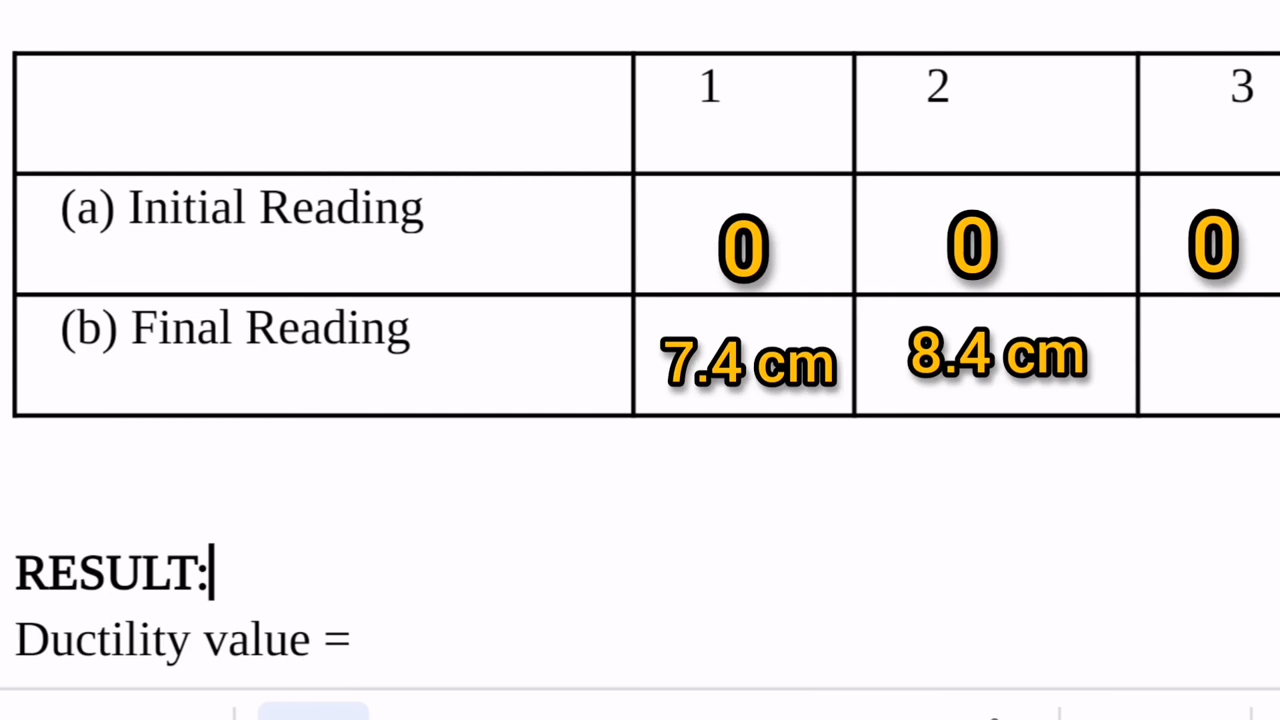 1 2 3
(a) Initial Reading 0 0 0
(b) Final Reading 7.4 cm 8.4 cm
RESULT:
Ductility value =